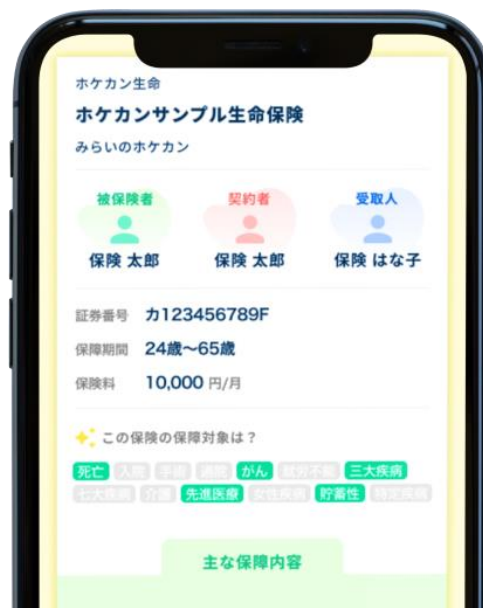 ホケカン生命
ホケカンサンプル生命保険
みらいのホケカン
被保険者 契約者 受取人
保険 太郎 保険 太郎 保険 はな子
証券番号 カ123456789F
保障期間 24歳〜65歳
保険料 10,000 円/月
この保険の保障対象は？
死亡 入院 手術 通院 がん 就労不能 三大疾病
七大疾病 介護 先進医療 女性疾病 貯蓄性 特定疾病
主な保障内容